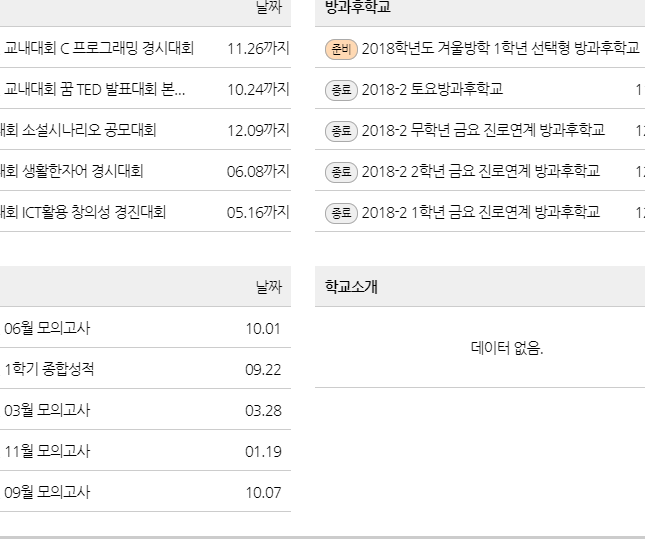 날짜
교내대회 C 프로그래밍 경시대회 11.26까지
교내대회 꿈 TED 발표대회 본... 10.24까지
대회 소설시나리오 공모대회 12.09까지
대회 생활한자어 경시대회 06.08까지
대회 ICT활용 창의성 경진대회 05.16까지
방과후학교
준비 2018학년도 겨울방학 1학년 선택형 방과후학교
종료 2018-2 토요방과후학교 1
종료 2018-2 무학년 금요 진로연계 방과후학교 12
종료 2018-2 2학년 금요 진로연계 방과후학교 12
종료 2018-2 1학년 금요 진로연계 방과후학교 12
날짜
06월 모의고사 10.01
1학기 종합성적 09.22
03월 모의고사 03.28
11월 모의고사 01.19
09월 모의고사 10.07
학교소개
데이터 없음.